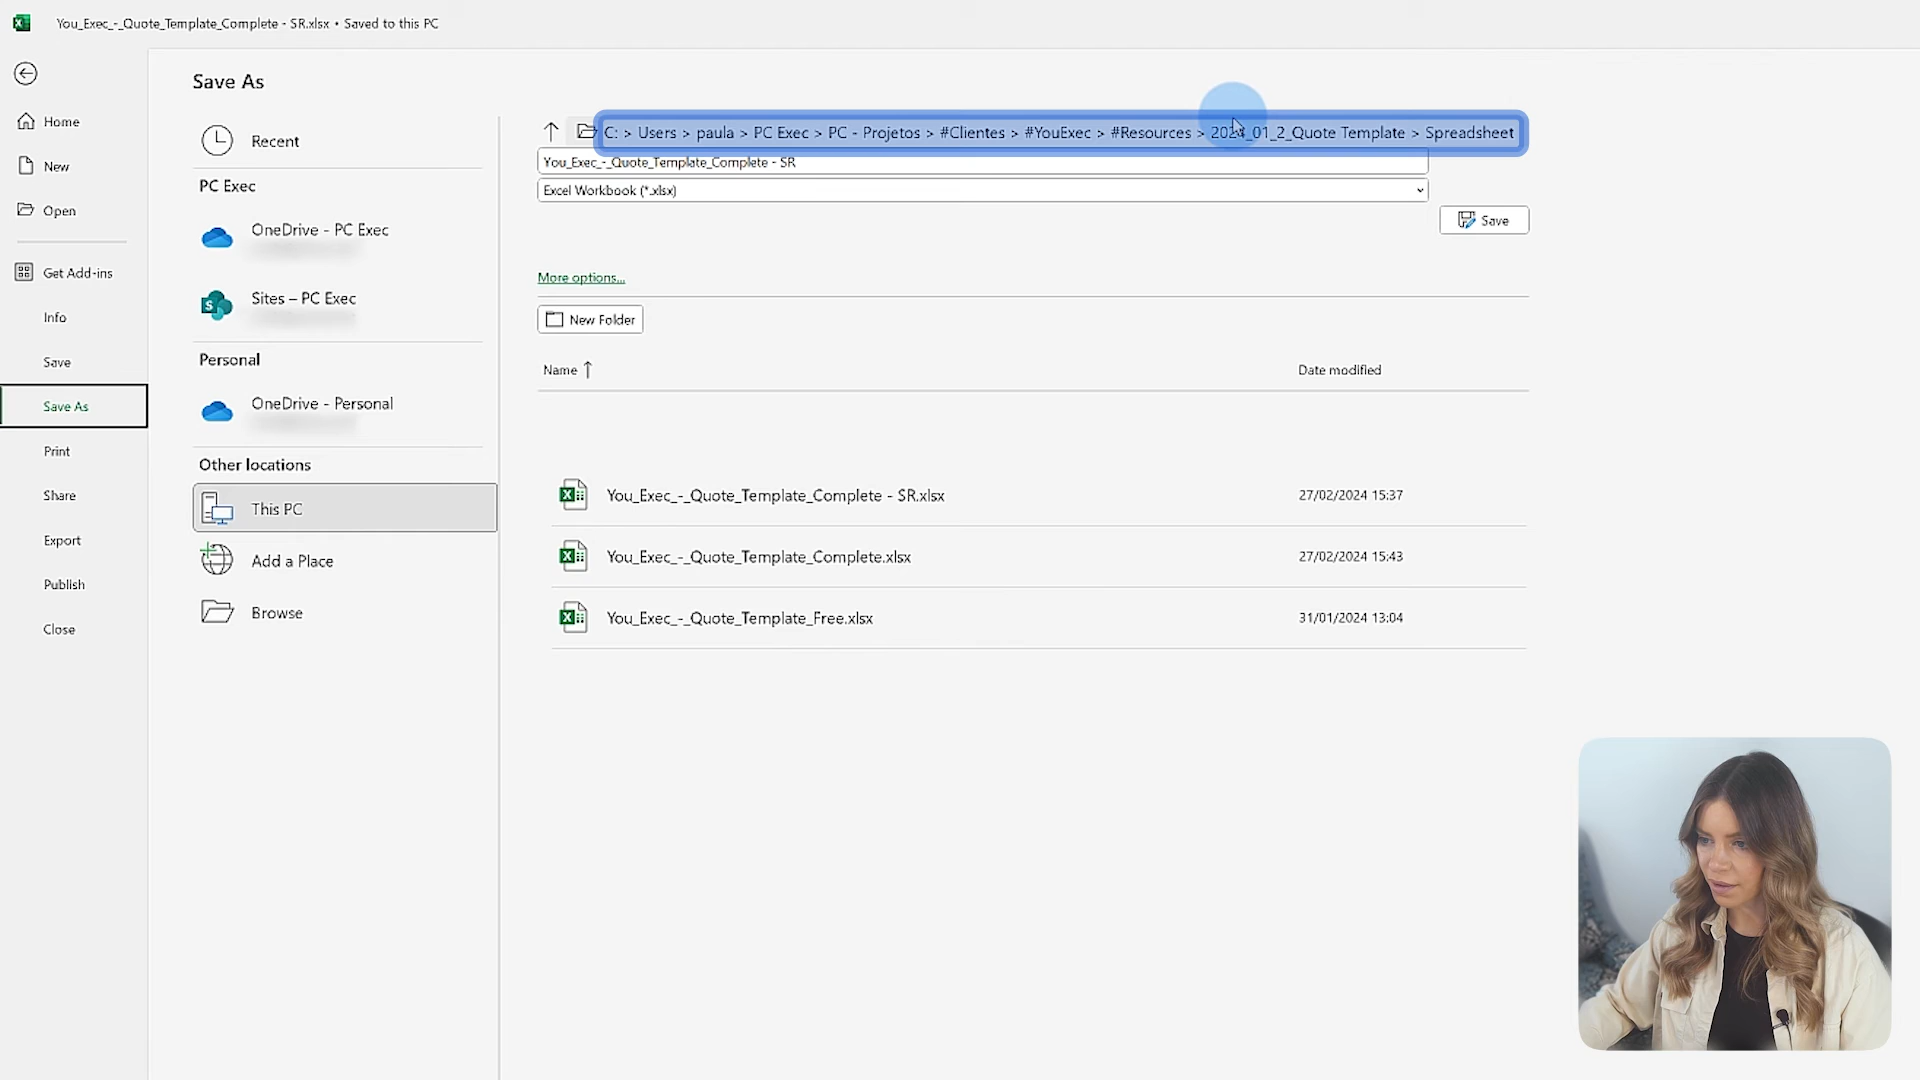 You_Exec_-_Quote_Template_Complete - SR.xlsx • Saved to this PC
Home
New
Open
Get Add-ins
Info
Save
Save As
Print
Share
Export
Publish
Close
Save As
Recent
PC Exec
OneDrive - PC Exec
Sites – PC Exec
Personal
OneDrive - Personal
Other locations
This PC
Add a Place
Browse
C: > Users > paula > PC Exec > PC - Projetos > #Clientes > #YouExec > #Resources > 2024_01_2_Quote Template > Spreadsheet
You_Exec_-_Quote_Template_Complete - SR
Excel Workbook (*.xlsx)
Save
More options...
New Folder
Name ↑ Date modified
You_Exec_-_Quote_Template_Complete - SR.xlsx 27/02/2024 15:37
You_Exec_-_Quote_Template_Complete.xlsx 27/02/2024 15:43
You_Exec_-_Quote_Template_Free.xlsx 31/01/2024 13:04